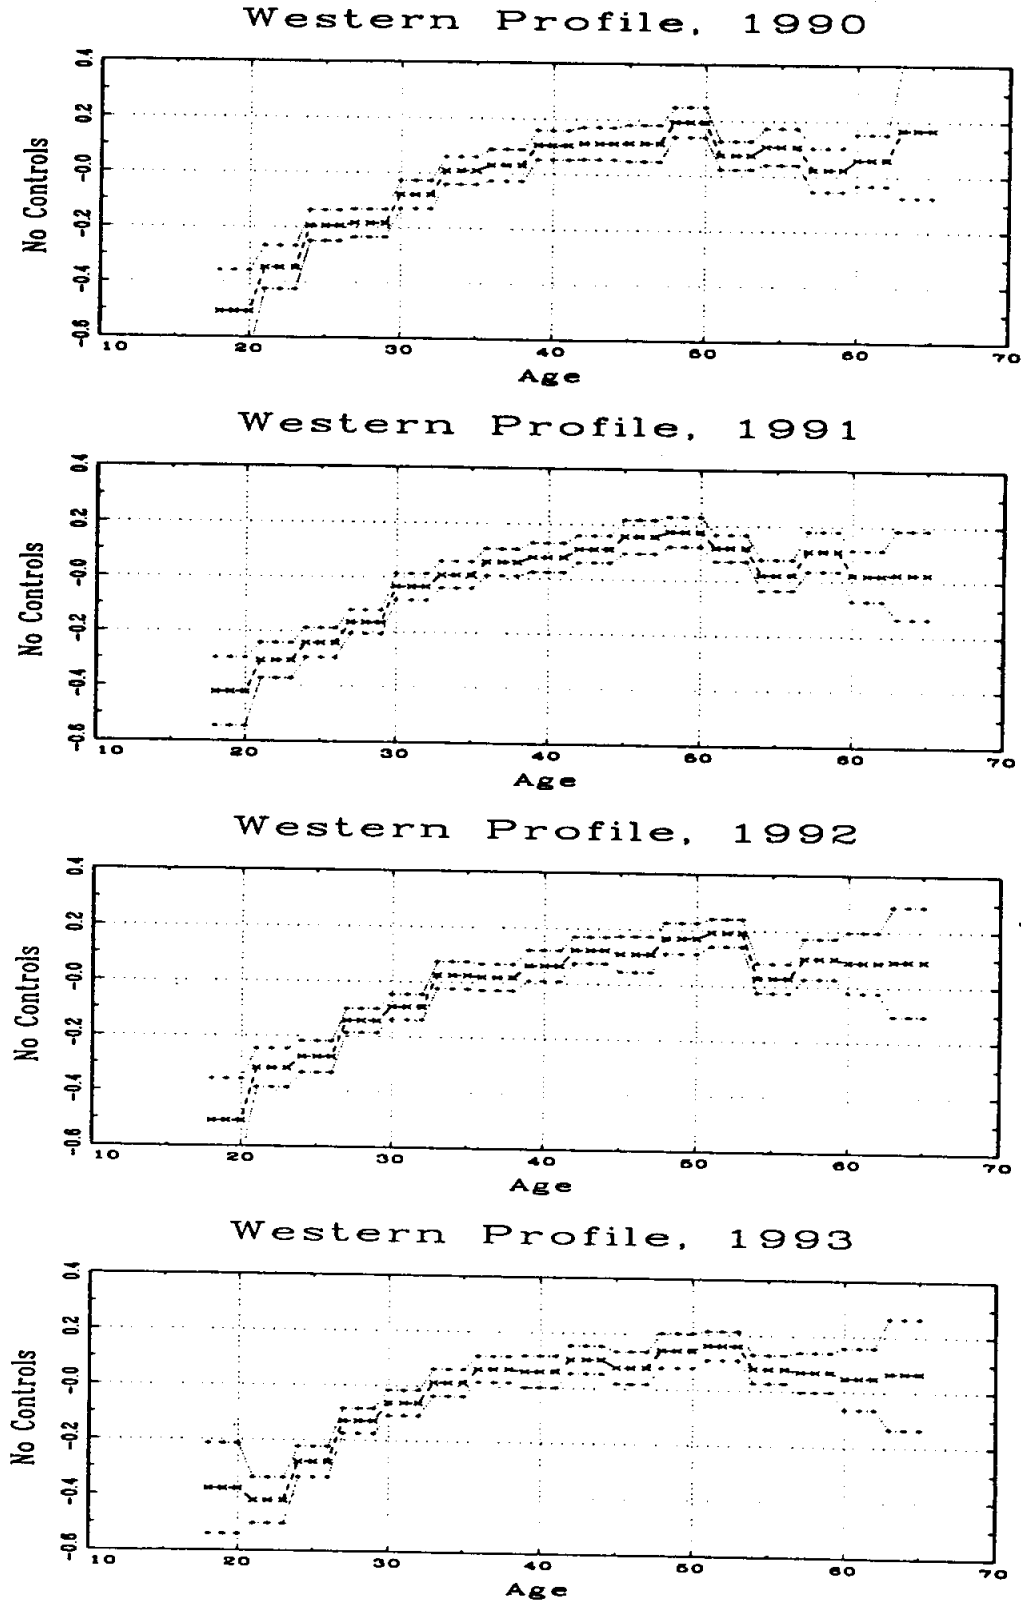 Western Profile, 1990
0.4
0.2
-0.0
-0.2
-0.4
-0.6
No Controls
10 20 30 40 50 60 70
Age
Western Profile, 1991
0.4
0.2
-0.0
-0.2
-0.4
-0.6
No Controls
10 20 30 40 50 60 70
Age
Western Profile, 1992
0.4
0.2
-0.0
-0.2
-0.4
-0.6
No Controls
10 20 30 40 50 60 70
Age
Western Profile, 1993
0.4
0.2
-0.0
-0.2
-0.4
-0.6
No Controls
10 20 30 40 50 60 70
Age